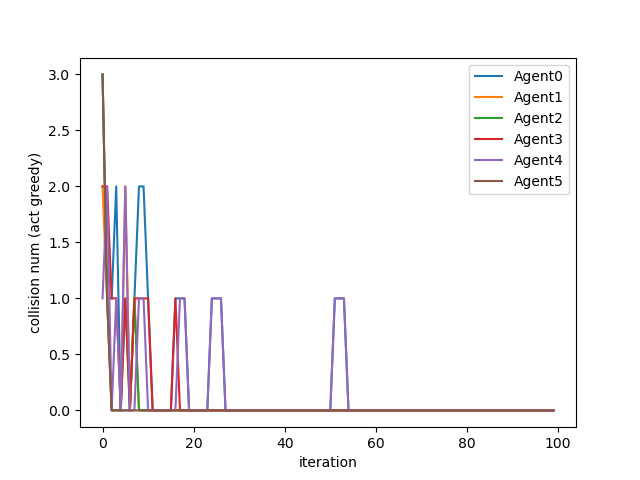 3.0
2.5
2.0
1.5
1.0
0.5
0.0
collision num (act greedy)
0
20
40
60
80
100
iteration
Agent0
Agent1
Agent2
Agent3
Agent4
Agent5